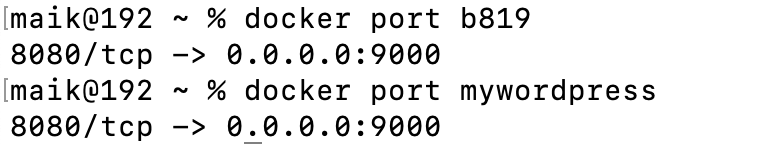 [maik@192 ~ % docker port b819
8080/tcp -> 0.0.0.0:9000
[maik@192 ~ % docker port mywordpress
8080/tcp -> 0.0.0.0:9000